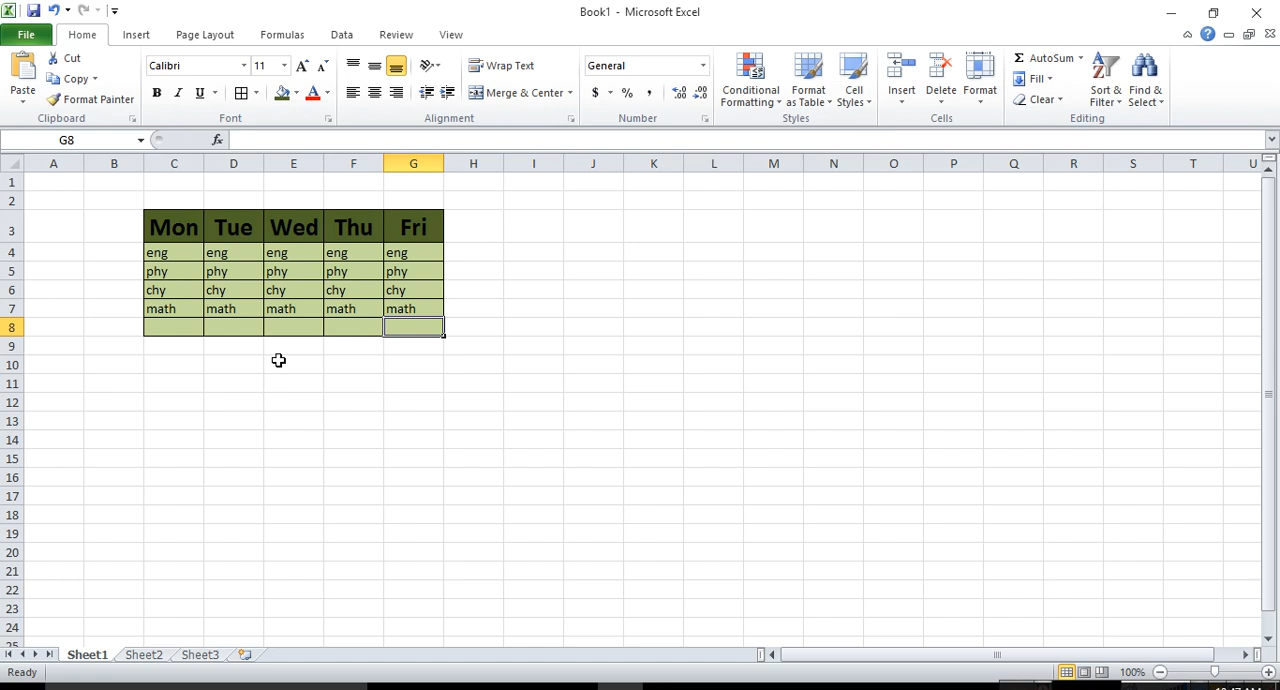 Book1 - Microsoft Excel
File Home Insert Page Layout Formulas Data Review View
Paste
Cut
Copy
Format Painter
Clipboard
Calibri 11
B I U
Font
Wrap Text
Merge & Center
Alignment
General
$ % ,
Number
Conditional Formatting
Format as Table
Cell Styles
Styles
Insert Delete Format
Cells
AutoSum
Fill
Clear
Sort & Filter
Find & Select
Editing
G8 fx
A B C D E F G H I J K L M N O P Q R S T U
1
2
3 Mon Tue Wed Thu Fri
4 eng eng eng eng eng
5 phy phy phy phy phy
6 chy chy chy chy chy
7 math math math math math
8
9
10
11
12
13
14
15
16
17
18
19
20
21
22
23
24
25
Sheet1 Sheet2 Sheet3
Ready 100%